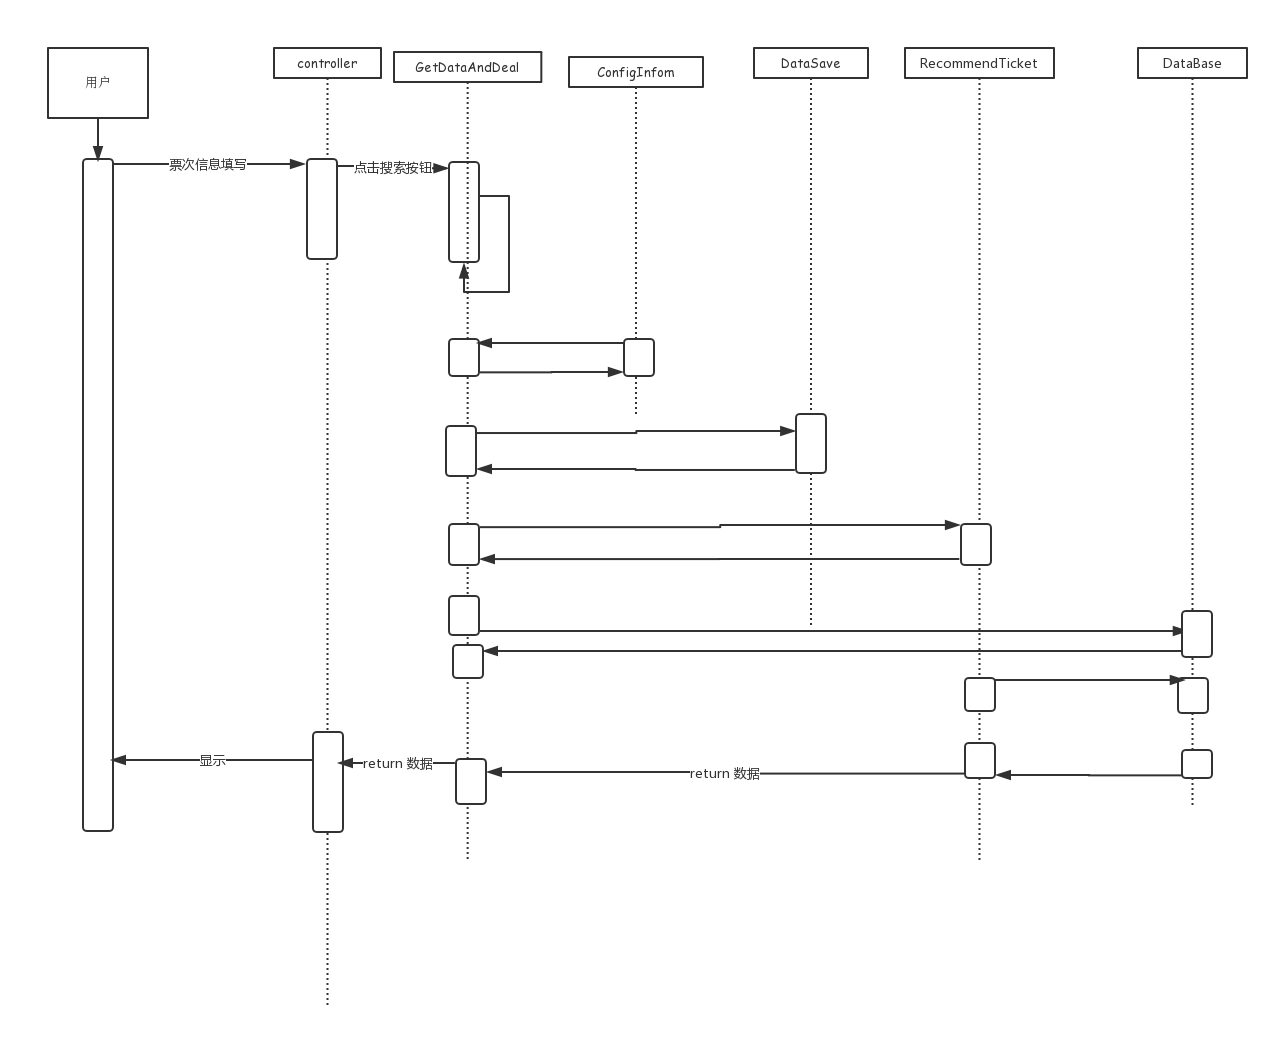 用户
controller
GetDataAndDeal
ConfigInfom
DataSave
RecommendTicket
DataBase
票次信息填写
点击搜索按钮
显示
return 数据
return 数据